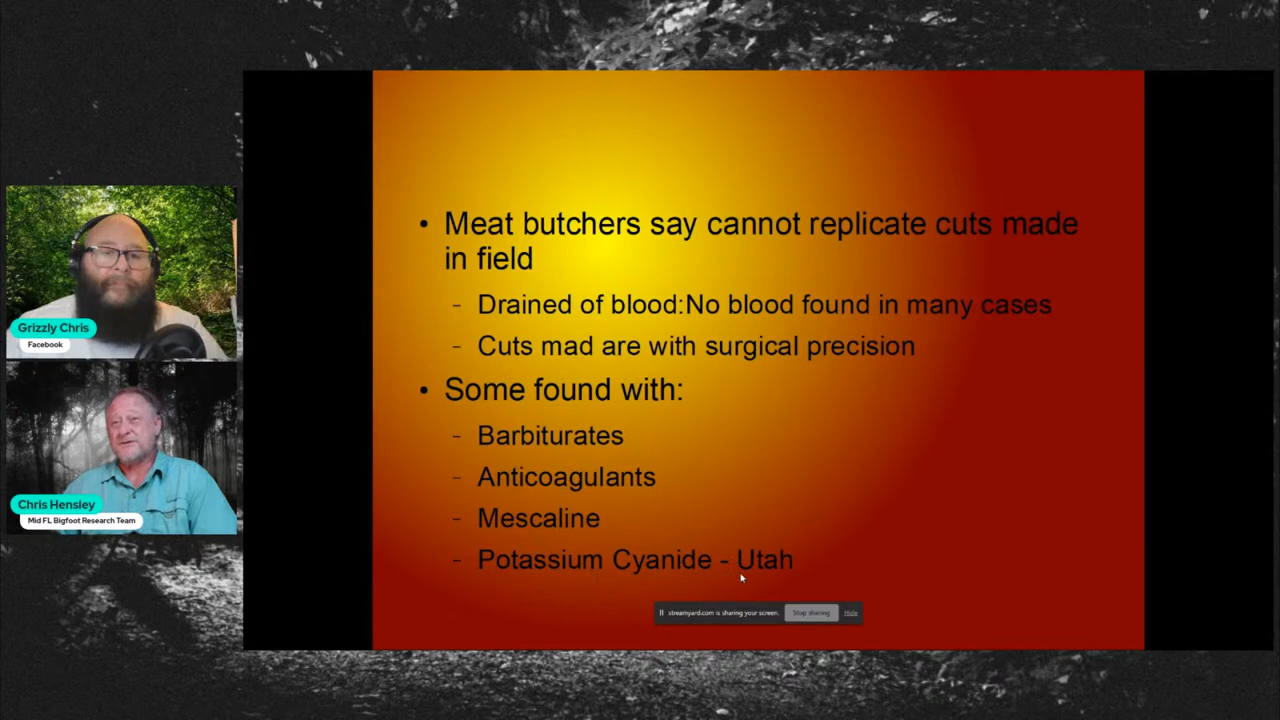 Grizzly Chris
Facebook
Chris Hensley
Mid FL Bigfoot Research Team
• Meat butchers say cannot replicate cuts made
in field
- Drained of blood:No blood found in many cases
- Cuts mad are with surgical precision
• Some found with:
- Barbiturates
- Anticoagulants
- Mescaline
- Potassium Cyanide - Utah
streamyard.com is sharing your screen.
Stop sharing
Hide